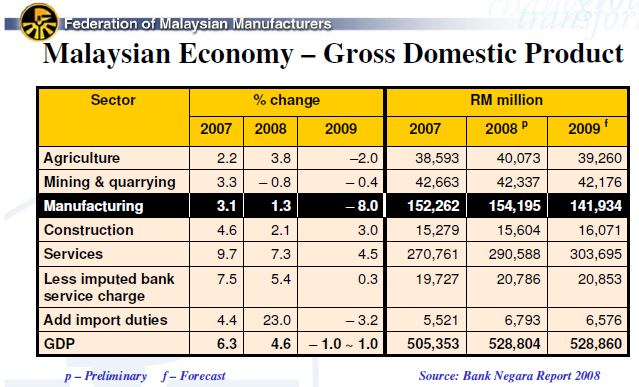 Federation of Malaysian Manufacturers
Malaysian Economy – Gross Domestic Product
Sector % change RM million
2007 2008 2009 2007 2008 p 2009 f
Agriculture 2.2 3.8 –2.0 38,593 40,073 39,260
Mining & quarrying 3.3 – 0.8 – 0.4 42,663 42,337 42,176
Manufacturing 3.1 1.3 – 8.0 152,262 154,195 141,934
Construction 4.6 2.1 3.0 15,279 15,604 16,071
Services 9.7 7.3 4.5 270,761 290,588 303,695
Less imputed bank 7.5 5.4 0.3 19,727 20,786 20,853
service charge
Add import duties 4.4 23.0 – 3.2 5,521 6,793 6,576
GDP 6.3 4.6 – 1.0 ~ 1.0 505,353 528,804 528,860
p – Preliminary f – Forecast Source: Bank Negara Report 2008